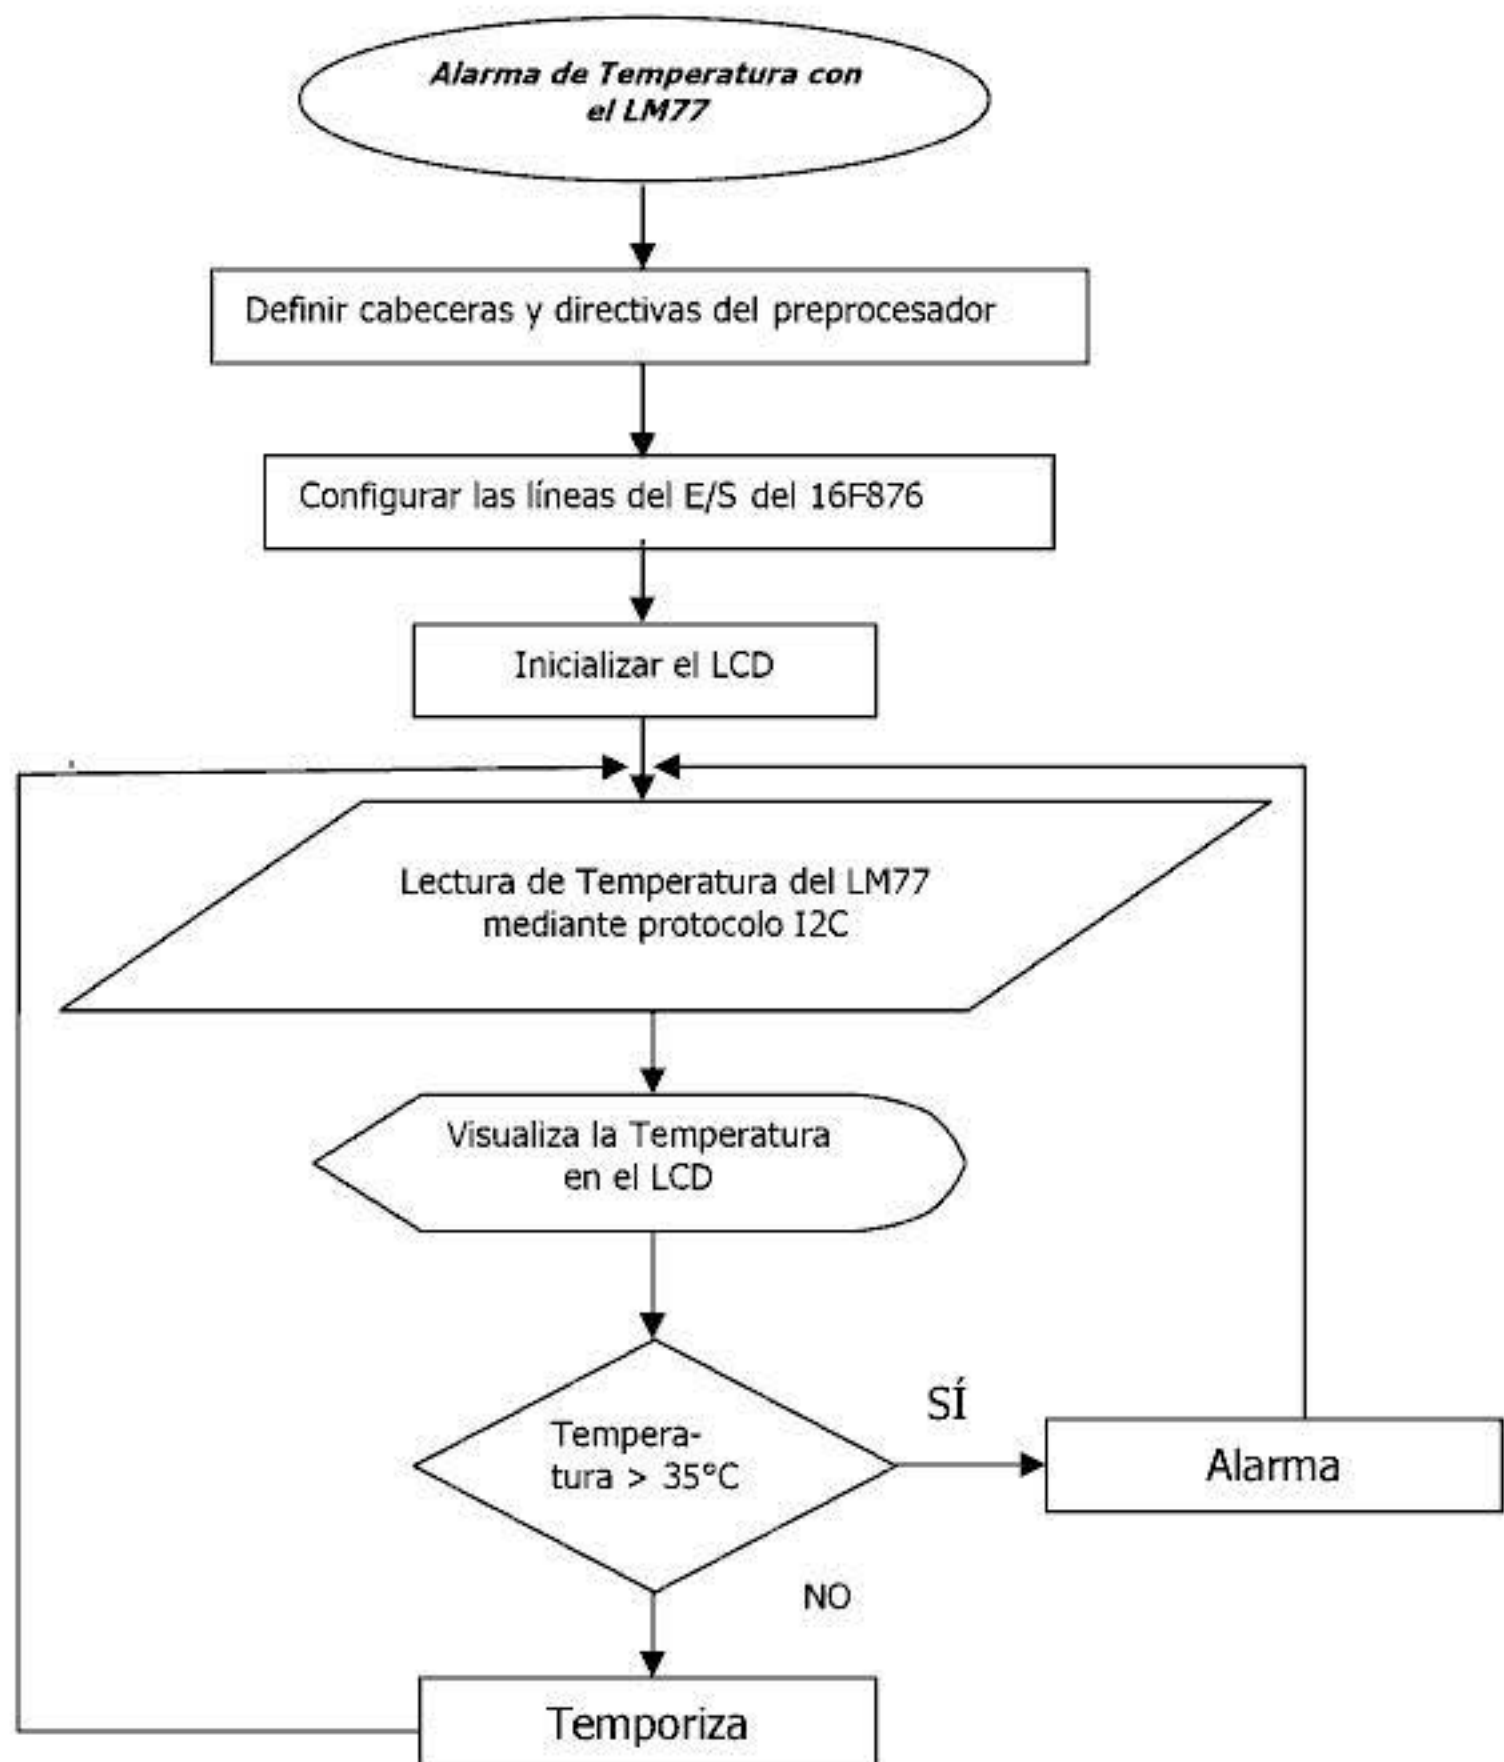 Alarma de Temperatura con
el LM77
Definir cabeceras y directivas del preprocesador
Configurar las líneas del E/S del 16F876
Inicializar el LCD
Lectura de Temperatura del LM77
mediante protocolo I2C
Visualiza la Temperatura
en el LCD
Tempera-
tura > 35°C
SÍ
Alarma
NO
Temporiza